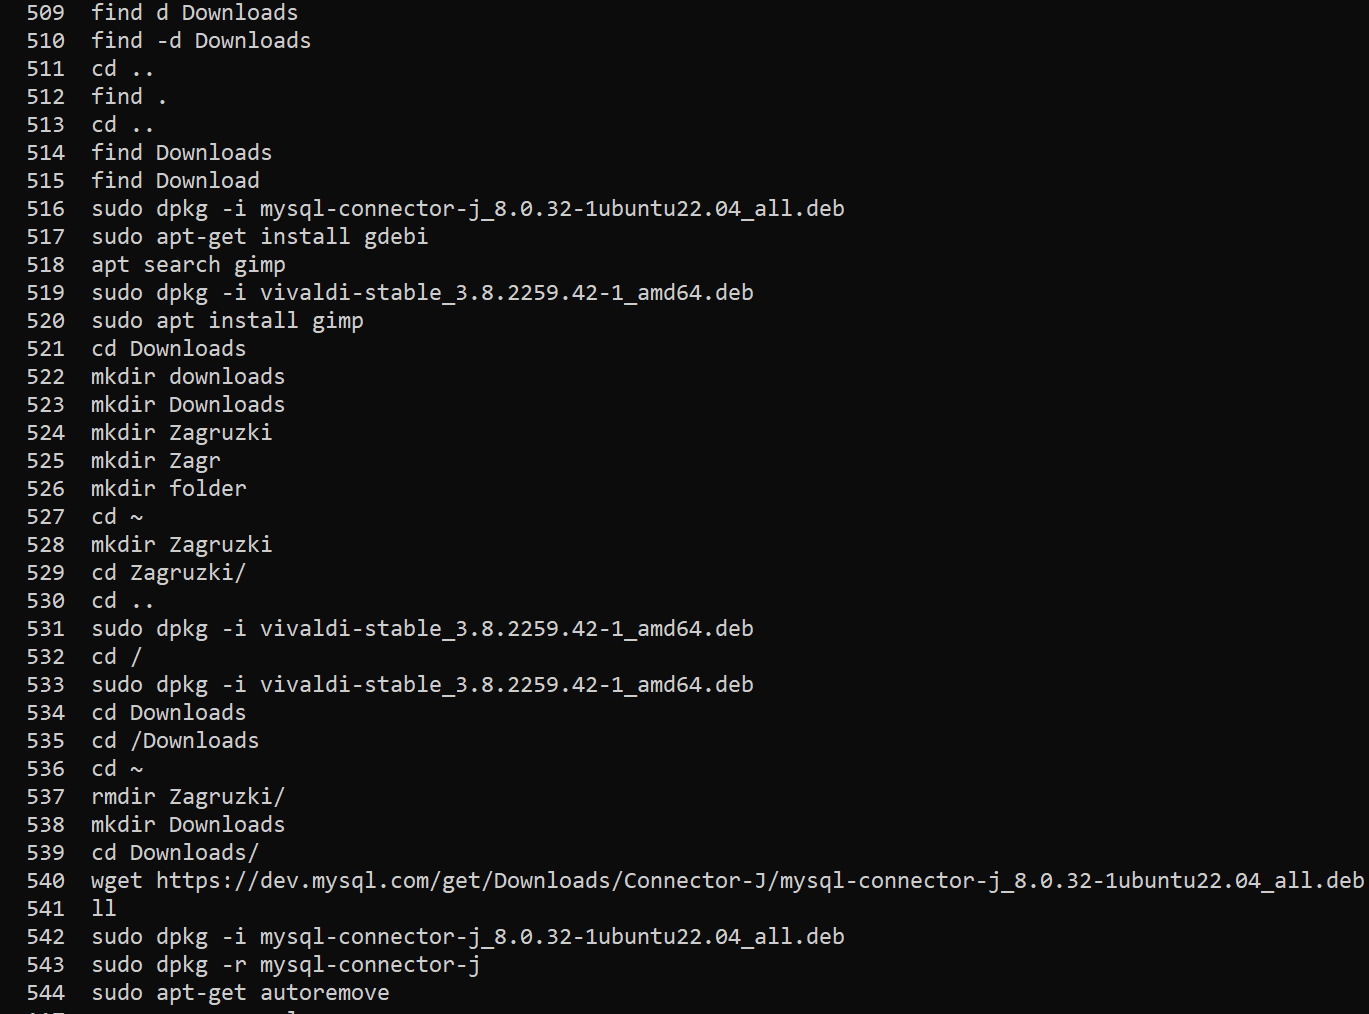 509 find d Downloads
510 find -d Downloads
511 cd ..
512 find .
513 cd ..
514 find Downloads
515 find Download
516 sudo dpkg -i mysql-connector-j_8.0.32-1ubuntu22.04_all.deb
517 sudo apt-get install gdebi
518 apt search gimp
519 sudo dpkg -i vivaldi-stable_3.8.2259.42-1_amd64.deb
520 sudo apt install gimp
521 cd Downloads
522 mkdir downloads
523 mkdir Downloads
524 mkdir Zagruzki
525 mkdir Zagr
526 mkdir folder
527 cd ~
528 mkdir Zagruzki
529 cd Zagruzki/
530 cd ..
531 sudo dpkg -i vivaldi-stable_3.8.2259.42-1_amd64.deb
532 cd /
533 sudo dpkg -i vivaldi-stable_3.8.2259.42-1_amd64.deb
534 cd Downloads
535 cd /Downloads
536 cd ~
537 rmdir Zagruzki/
538 mkdir Downloads
539 cd Downloads/
540 wget https://dev.mysql.com/get/Downloads/Connector-J/mysql-connector-j_8.0.32-1ubuntu22.04_all.deb
541 ll
542 sudo dpkg -i mysql-connector-j_8.0.32-1ubuntu22.04_all.deb
543 sudo dpkg -r mysql-connector-j
544 sudo apt-get autoremove